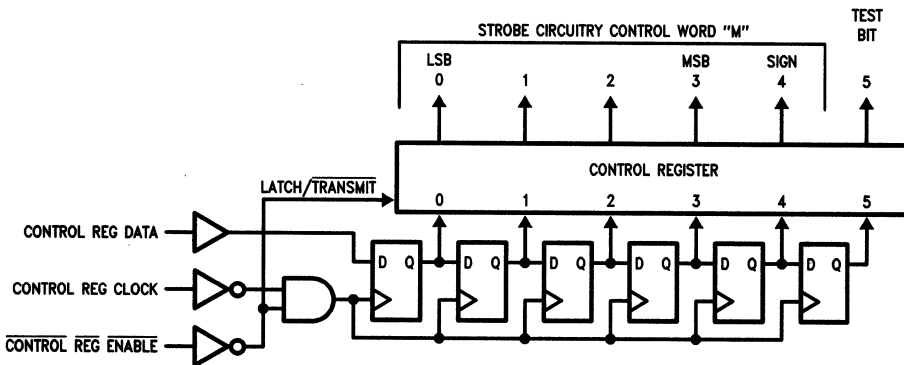 STROBE CIRCUITRY CONTROL WORD "M"
TEST
BIT
LSB
MSB
SIGN
0 1 2 3 4 5
CONTROL REGISTER
LATCH/TRANSMIT
0 1 2 3 4 5
CONTROL REG DATA
D Q D Q D Q D Q D Q D Q
CONTROL REG CLOCK
CONTROL REG ENABLE